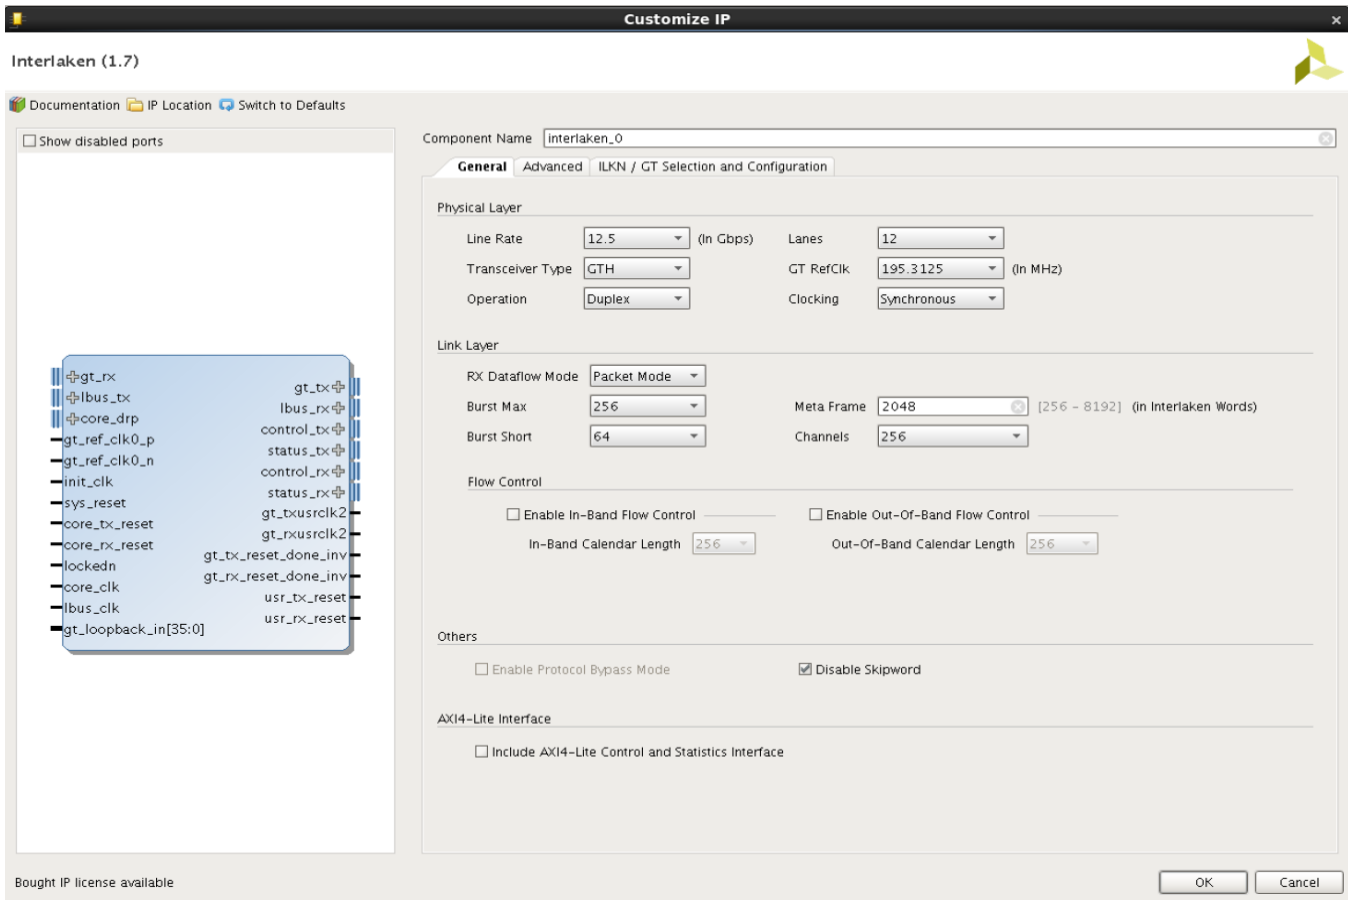 Customize IP
Interlaken (1.7)
Documentation IP Location Switch to Defaults
Show disabled ports
gt_rx
lbus_tx
core_drp
gt_ref_clk0_p
gt_ref_clk0_n
init_clk
sys_reset
core_tx_reset
core_rx_reset
lockedn
core_clk
lbus_clk
gt_loopback_in[35:0]
gt_tx
lbus_rx
control_tx
status_tx
control_rx
status_rx
gt_txusrclk2
gt_rxusrclk2
gt_tx_reset_done_inv
gt_rx_reset_done_inv
usr_tx_reset
usr_rx_reset
Component Name interlaken_0
General Advanced ILKN / GT Selection and Configuration
Physical Layer
Line Rate 12.5 (In Gbps) Lanes 12
Transceiver Type GTH GT RefClk 195.3125 (In MHz)
Operation Duplex Clocking Synchronous
Link Layer
RX Dataflow Mode Packet Mode
Burst Max 256 Meta Frame 2048 [256 - 8192] (in Interlaken Words)
Burst Short 64 Channels 256
Flow Control
Enable In-Band Flow Control Enable Out-Of-Band Flow Control
In-Band Calendar Length 256 Out-Of-Band Calendar Length 256
Others
Enable Protocol Bypass Mode Disable Skipword
AXI4-Lite Interface
Include AXI4-Lite Control and Statistics Interface
Bought IP license available
OK Cancel